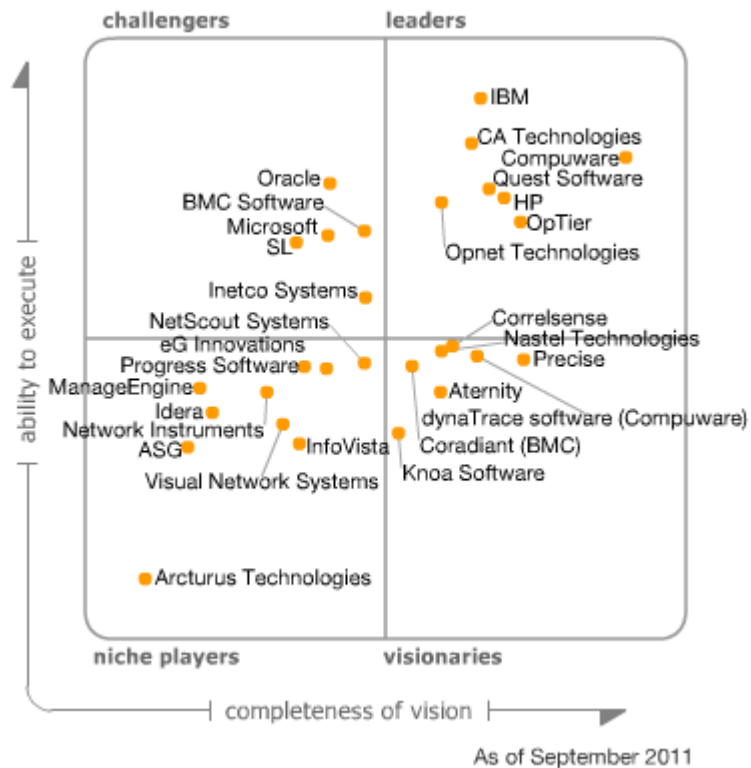 challengers
leaders
IBM
CA Technologies
Compuware
Oracle
Quest Software
BMC Software
HP
Microsoft
OpTier
SL
Opnet Technologies
Inetco Systems
NetScout Systems
Correlsense
eG Innovations
Nastel Technologies
Progress Software
Precise
ManageEngine
Aternity
Idera
dynaTrace software (Compuware)
Network Instruments
ASG
InfoVista
Coradiant (BMC)
Visual Network Systems
Knoa Software
Arcturus Technologies
niche players
visionaries
ability to execute
completeness of vision
As of September 2011